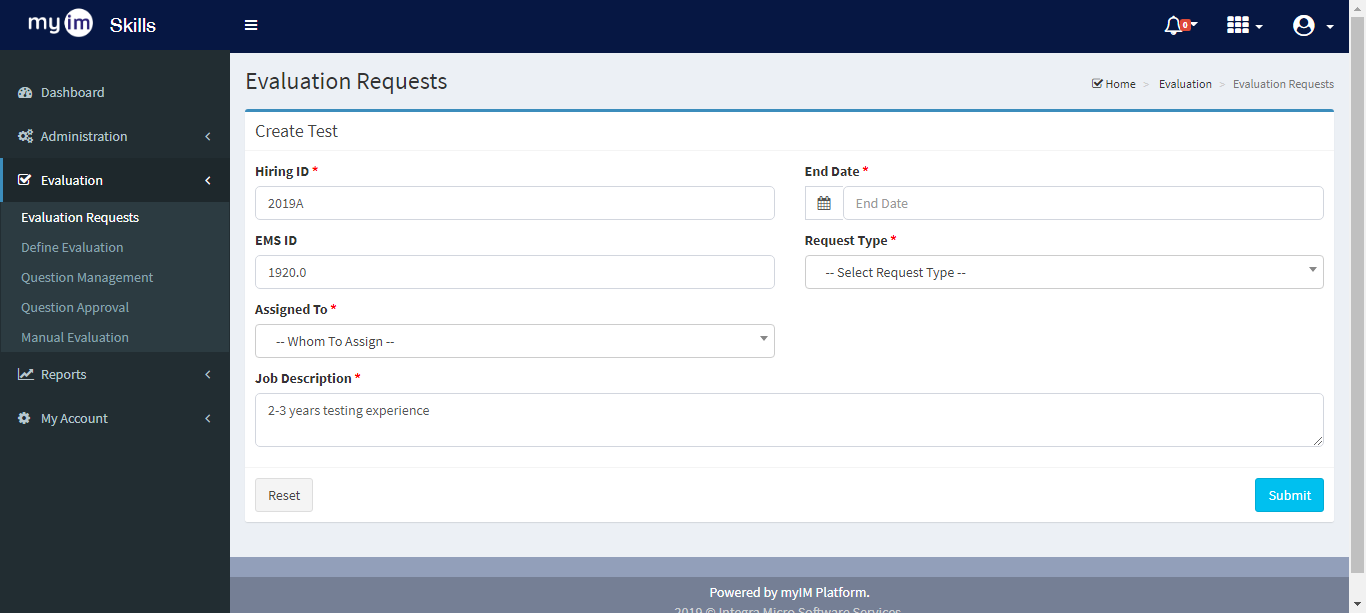 myim Skills
0
Dashboard
Administration
Evaluation
Evaluation Requests
Define Evaluation
Question Management
Question Approval
Manual Evaluation
Reports
My Account
Evaluation Requests
Home > Evaluation > Evaluation Requests
Create Test
Hiring ID *
2019A
End Date *
End Date
EMS ID
1920.0
Request Type *
-- Select Request Type --
Assigned To *
-- Whom To Assign --
Job Description *
2-3 years testing experience
Reset
Submit
Powered by myIM Platform.
2019 © Integra Micro Software Services